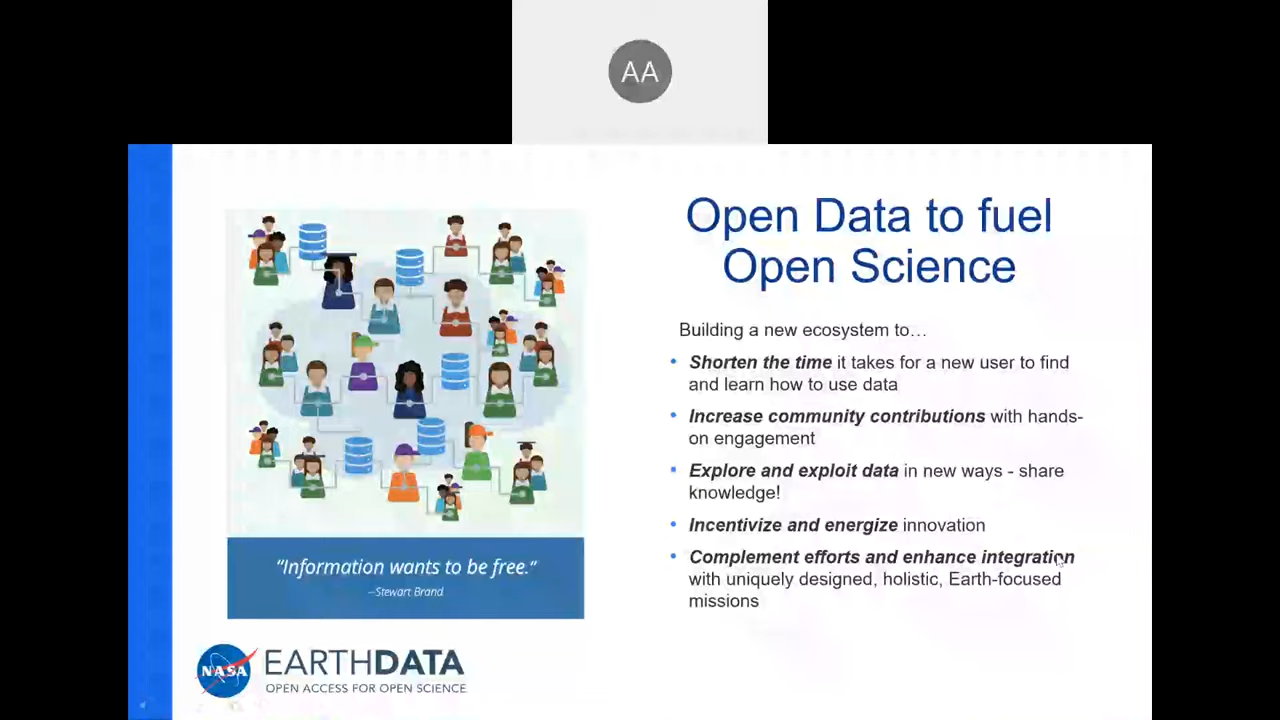 AA
Open Data to fuel
Open Science
Building a new ecosystem to…
• Shorten the time it takes for a new user to find
and learn how to use data
• Increase community contributions with hands-
on engagement
• Explore and exploit data in new ways - share
knowledge!
• Incentivize and energize innovation
• Complement efforts and enhance integration
with uniquely designed, holistic, Earth-focused
missions
“Information wants to be free.”
--Stewart Brand
NASA
EARTHDATA
OPEN ACCESS FOR OPEN SCIENCE